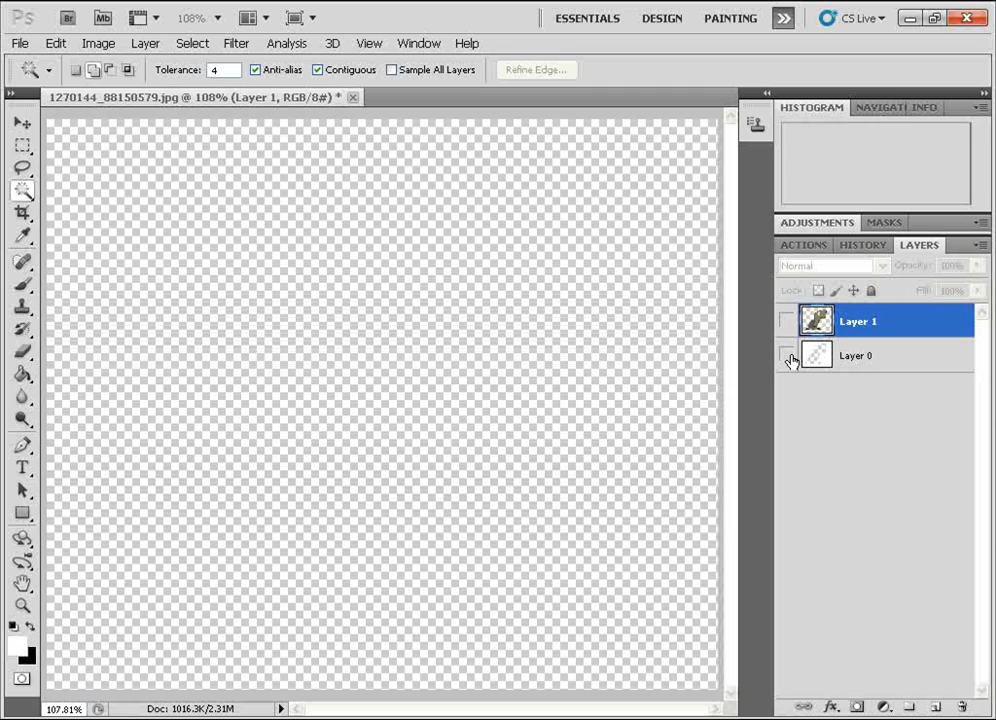 Ps Br Mb 108% ESSENTIALS DESIGN PAINTING CS Live
File Edit Image Layer Select Filter Analysis 3D View Window Help
Tolerance: 4 Anti-alias Contiguous Sample All Layers Refine Edge...
1270144_88150579.jpg @ 108% (Layer 1, RGB/8#) *
HISTOGRAM NAVIGATI INFO
ADJUSTMENTS MASKS
ACTIONS HISTORY LAYERS
Normal Opacity: 100%
Lock: Fill: 100%
Layer 1
Layer 0
T
107.81% Doc: 1016.3K/2.31M
fx